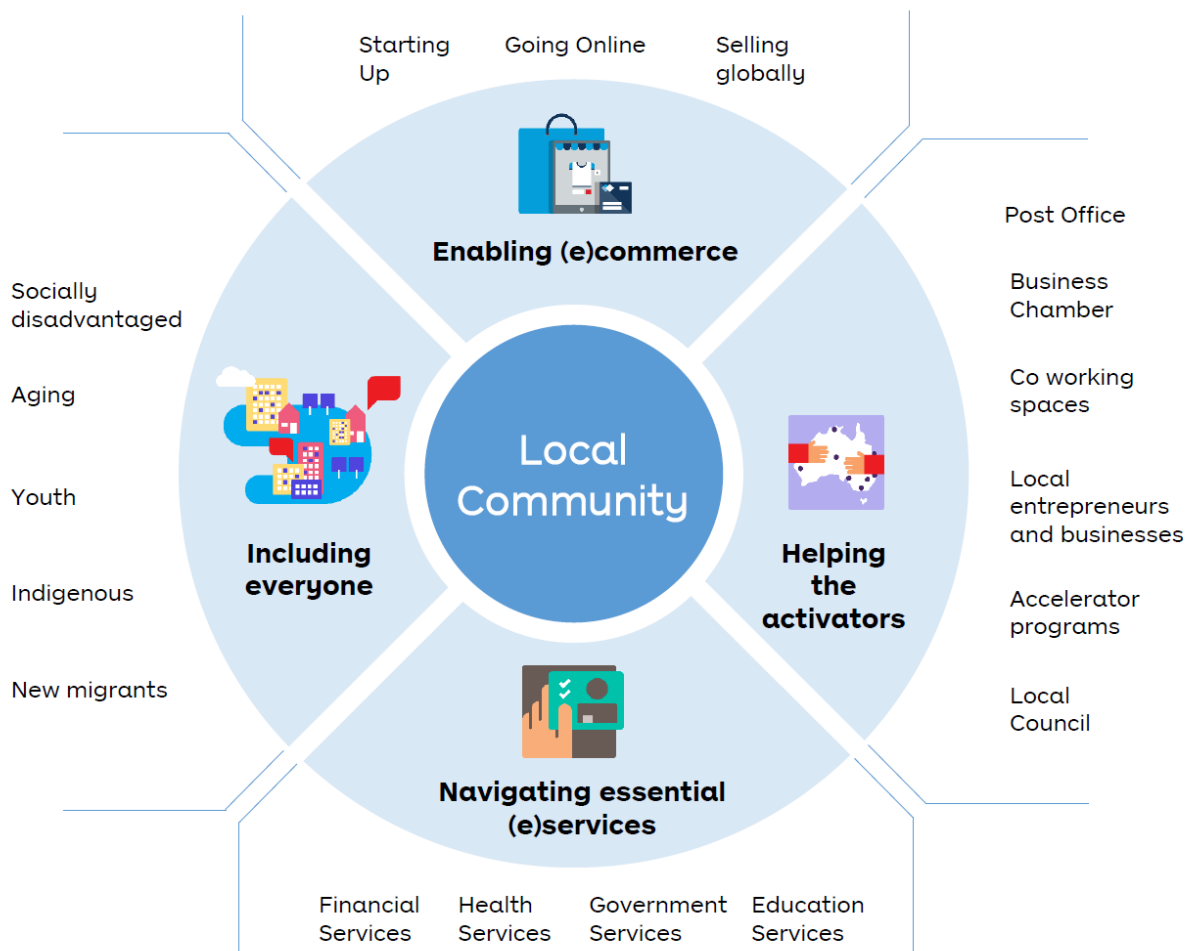 Starting
Up
Going Online
Selling
globally
Enabling (e)commerce
Post Office
Business
Chamber
Co working
spaces
Local
entrepreneurs
and businesses
Accelerator
programs
Local
Council
Helping
the
activators
Socially
disadvantaged
Aging
Youth
Indigenous
New migrants
Including
everyone
Local
Community
Navigating essential
(e)services
Financial
Services
Health
Services
Government
Services
Education
Services